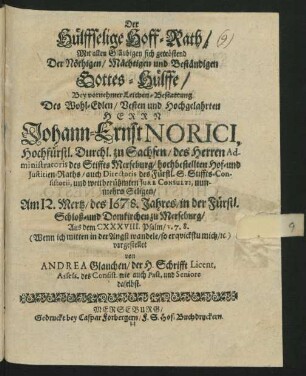 Der
Hülffselige Hoff-Rath/
Mit allen Gläubigen sich getröstend
Der Nöthigen/ Mächtigen und Beständigen
Gottes-Hülffe/
Bey vornehmer Leichen-Bestattung
Des Wohl-Edlen/ Vesten und Hochgelahrten
HERRN
Johann-Ernst NORICI,
Hochfürstl. Durchl. zu Sachsen/ des Herren Ad-
ministratoris des Stiffts Merseburg/ hochbestellten Hof-und
Justitien-Raths/ auch Directoris des Fürstl. S. Stiffts-Con-
sistorii, und weitberühmten JURE CONSULTI, nun-
mehro Seligen/
Am 12. Mertz/ des 1678. Jahres/ in der Fürstl.
Schloß-und Domkirchen zu Merseburg/
Aus dem CXXXVIII. Psalm/ v. 7. 8.
(Wenn ich mitten in der Angst wandele/ so erquickstu mich/ ꝛc)
vorgestellet
von
ANDREA Glauchen/ der H. Schrifft Licent.
Assess. des Consist. wie auch Past. und Seniore
daselbst.
MERSEBURG/
Gedruckt bey Caspar Forbergern/ F. S. Hof-Buchdruckern.